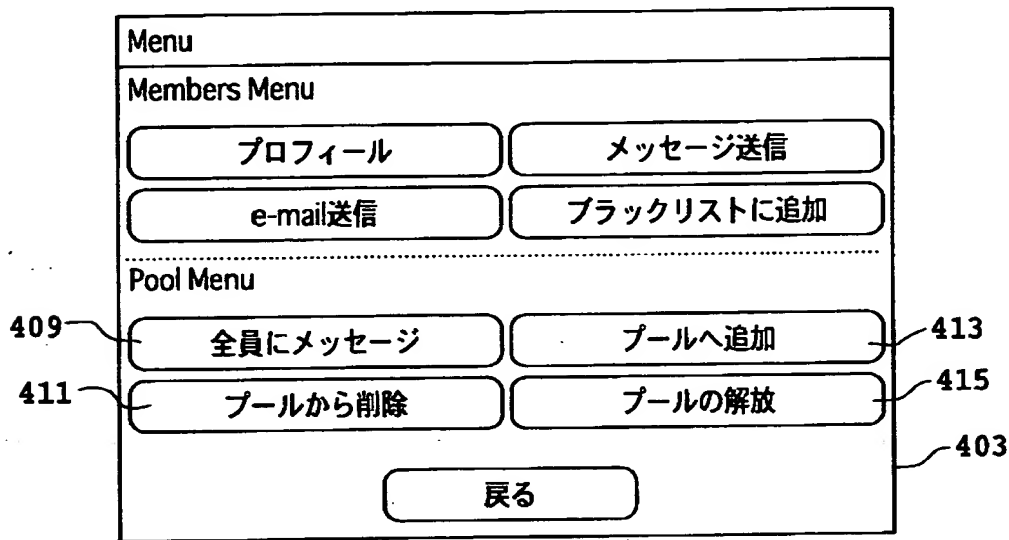 Menu
Members Menu
プロフィール メッセージ送信
e-mail送信 ブラックリストに追加
Pool Menu
409 全員にメッセージ プールへ追加 413
411 プールから削除 プールの解放 415
403
戻る